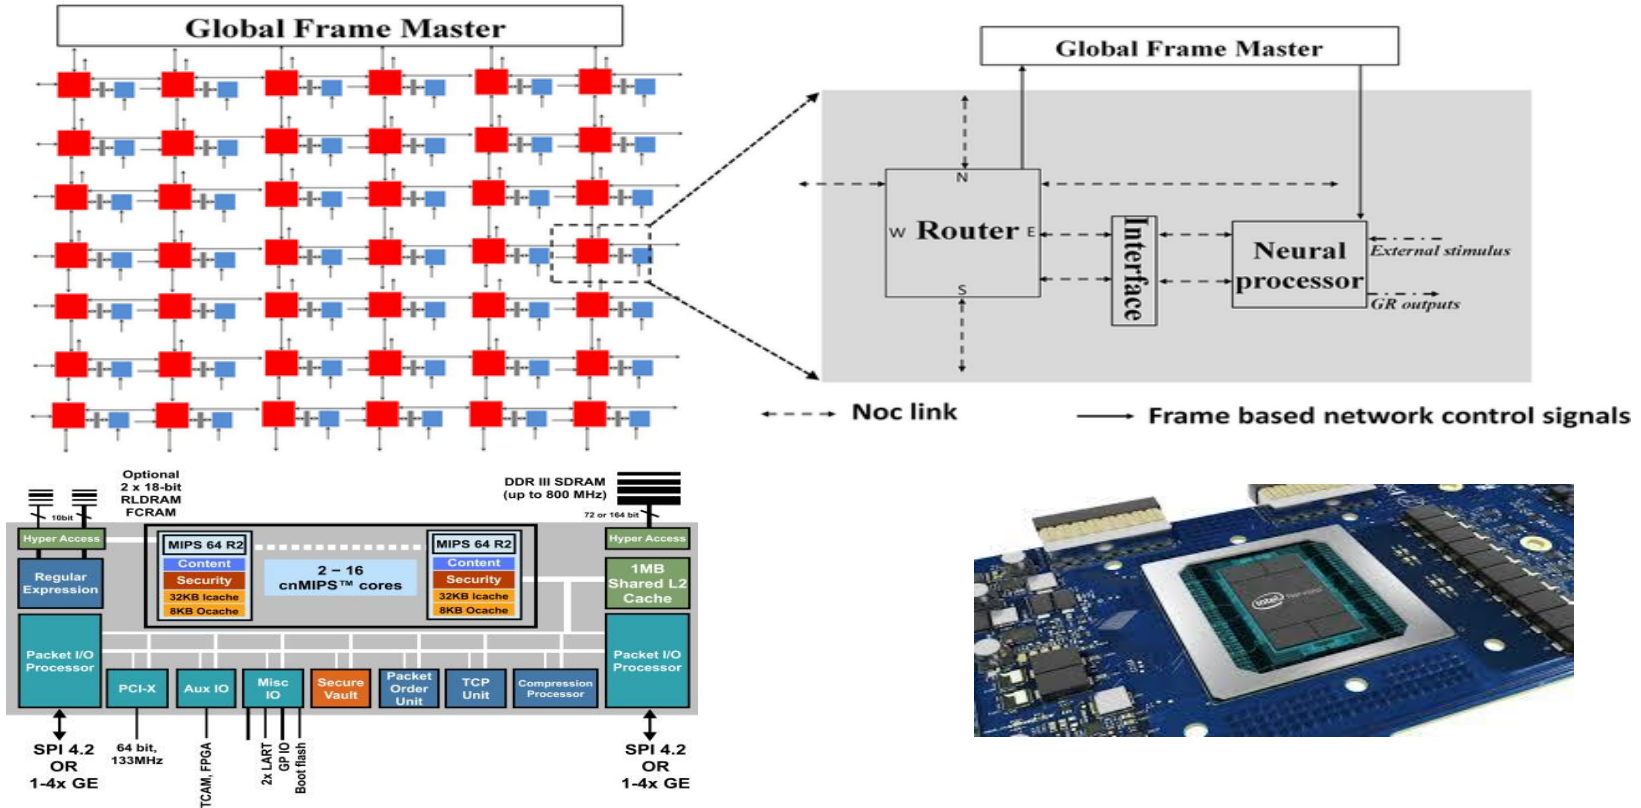 Global Frame Master
Global Frame Master
N
W
Router
E
S
Interface
Neural
processor
External stimulus
GR outputs
Noc link
Frame based network control signals
Optional
2 x 18-bit
RLDRAM
FCRAM
10bit
DDR III SDRAM
(up to 800 MHz)
72 or 164 bit
Hyper Access
MIPS 64 R2
Content
Security
32KB Icache
8KB Ocache
2 – 16
cnMIPS™ cores
MIPS 64 R2
Content
Security
32KB Icache
8KB Ocache
Hyper Access
Regular
Expression
1MB
Shared L2
Cache
Packet I/O
Processor
Packet I/O
Processor
PCI-X
Aux IO
Misc
IO
Secure
Vault
Packet
Order
Unit
TCP
Unit
Compression
Processor
SPI 4.2
OR
1-4x GE
64 bit,
133MHz
TCAM, FPGA
2x LART
GP IO
Boot flash
SPI 4.2
OR
1-4x GE
intel